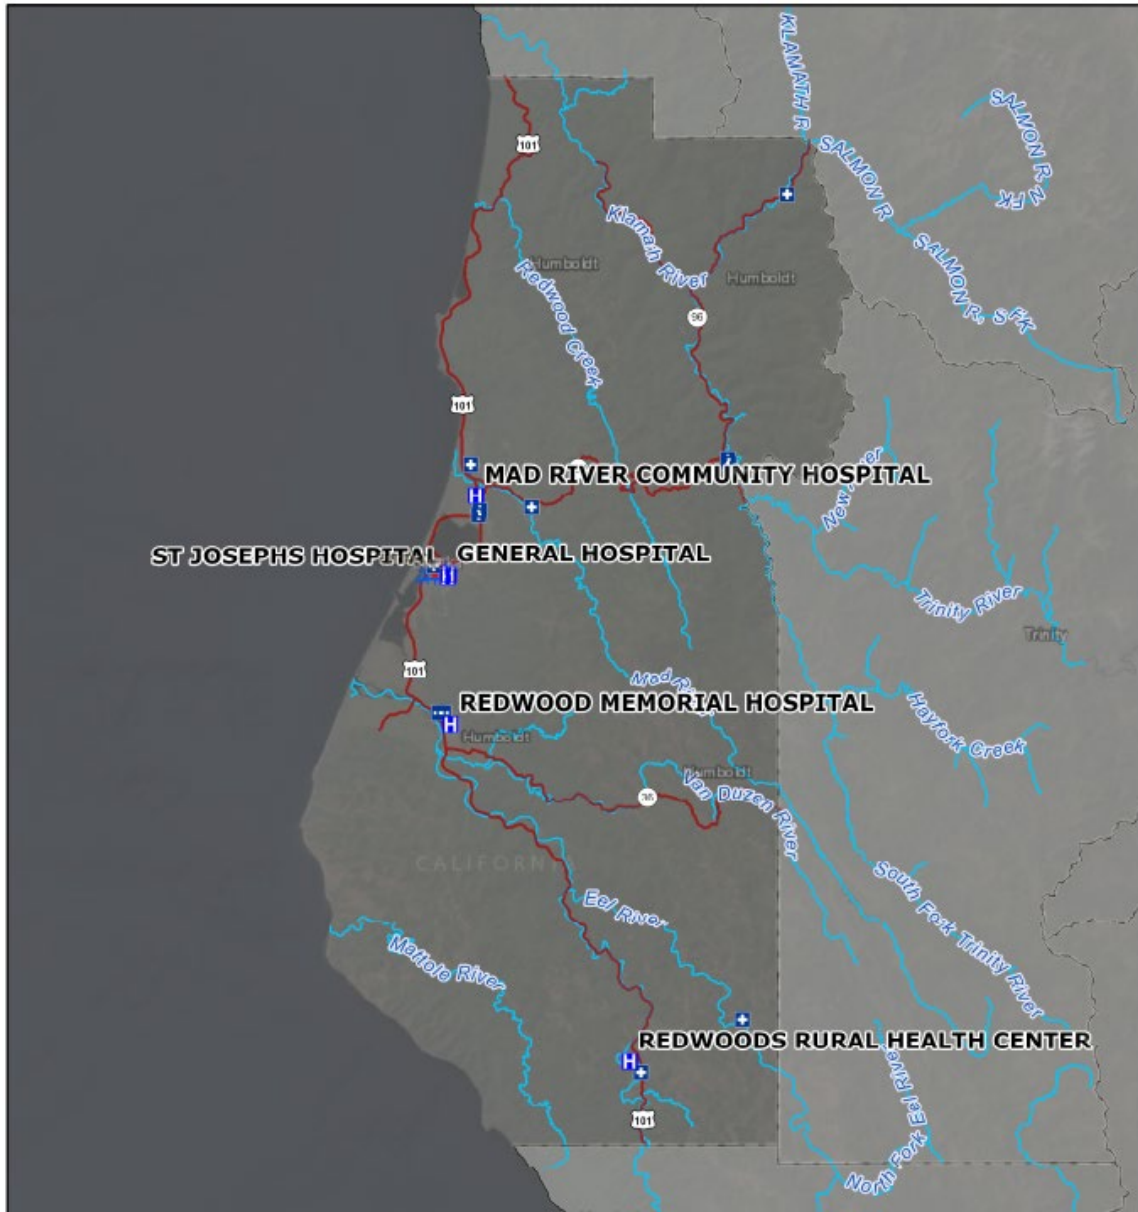 KLAMATH R
SALMON R
SALMON R, N FK
SALMON R, S FK
101
Klamath River
Humboldt
Humboldt
Redwood Creek
96
101
MAD RIVER COMMUNITY HOSPITAL
H
New River
ST JOSEPHS HOSPITAL
GENERAL HOSPITAL
Trinity River
Trinity
101
Mad River
REDWOOD MEMORIAL HOSPITAL
H
Hayfork Creek
Humboldt
Humboldt
36
Van Duzen River
CALIFORNIA
South Fork Trinity River
Eel River
Mattole River
REDWOODS RURAL HEALTH CENTER
H
101
North Fork Eel River